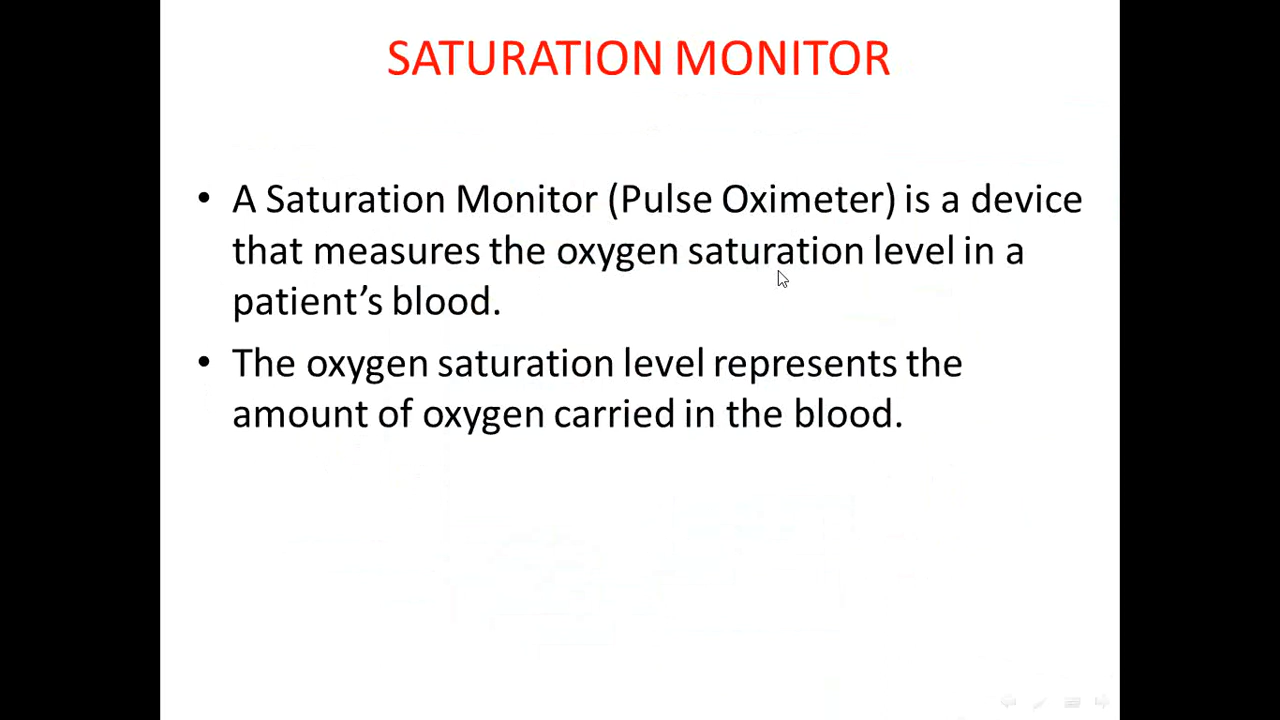 SATURATION MONITOR
• A Saturation Monitor (Pulse Oximeter) is a device
that measures the oxygen saturation level in a
patient’s blood.
• The oxygen saturation level represents the
amount of oxygen carried in the blood.